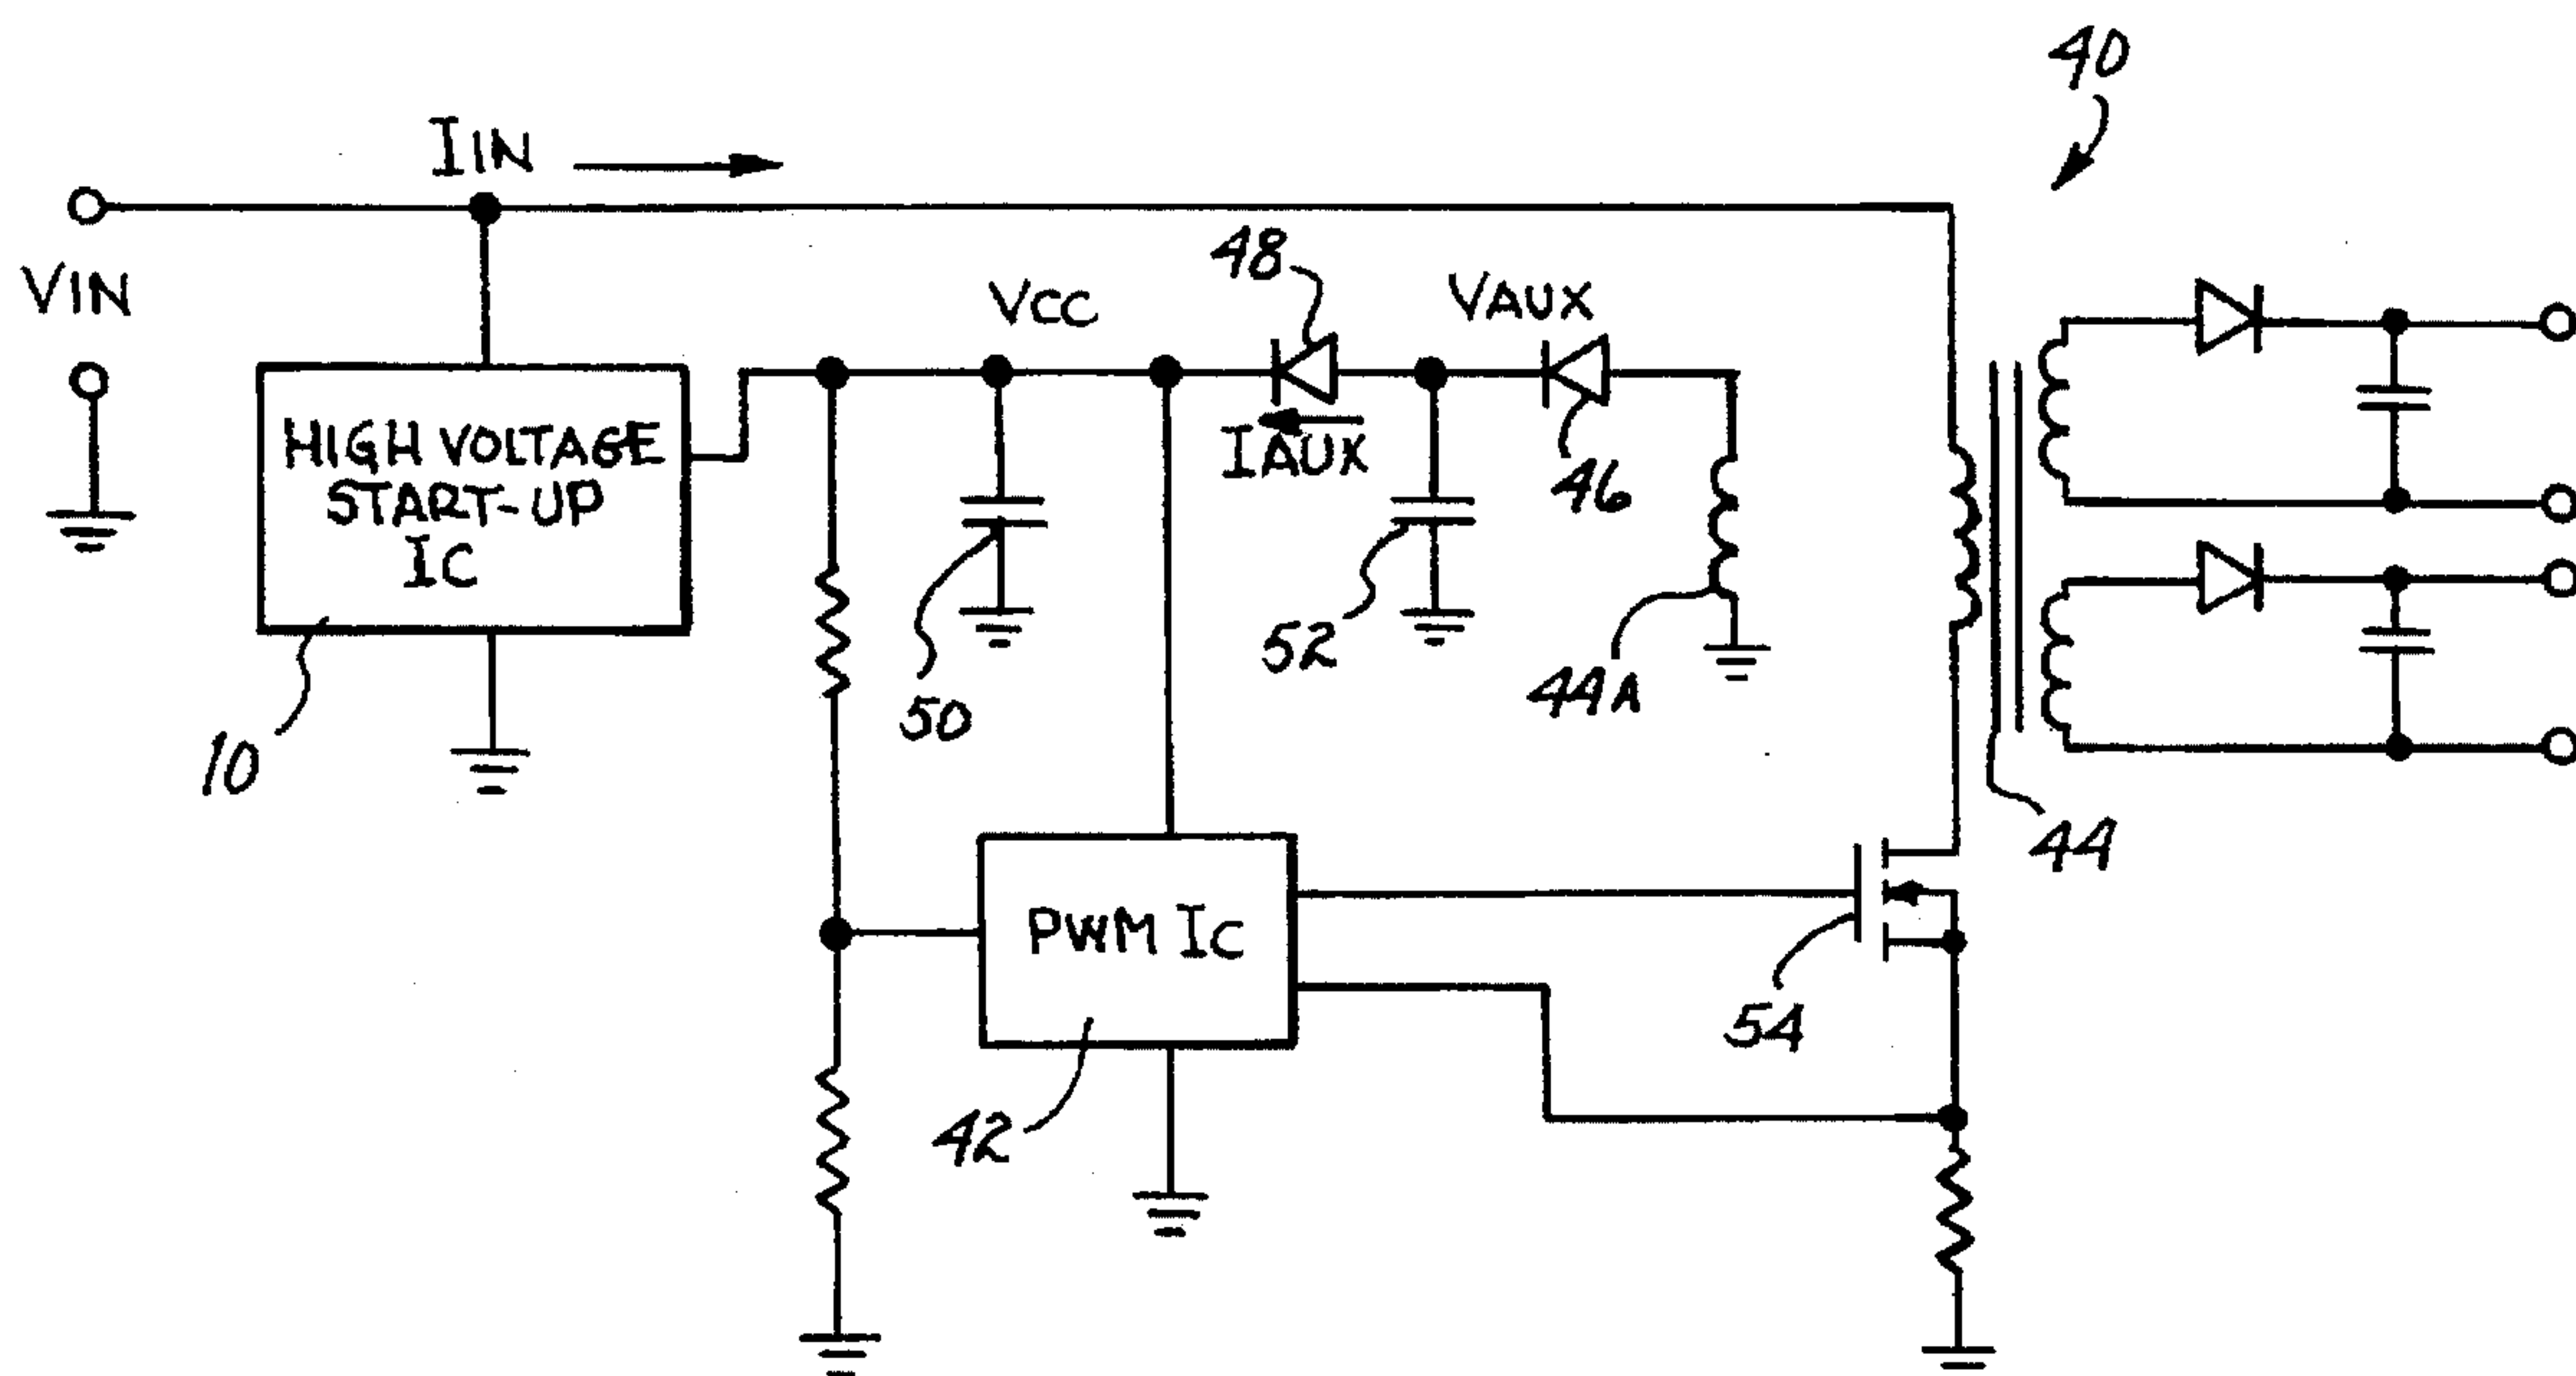 40
IIN
VIN
48
VCC
VAUX
HIGH VOLTAGE
START-UP
IC
IAUX
46
52
44A
50
10
44
PWM IC
54
42